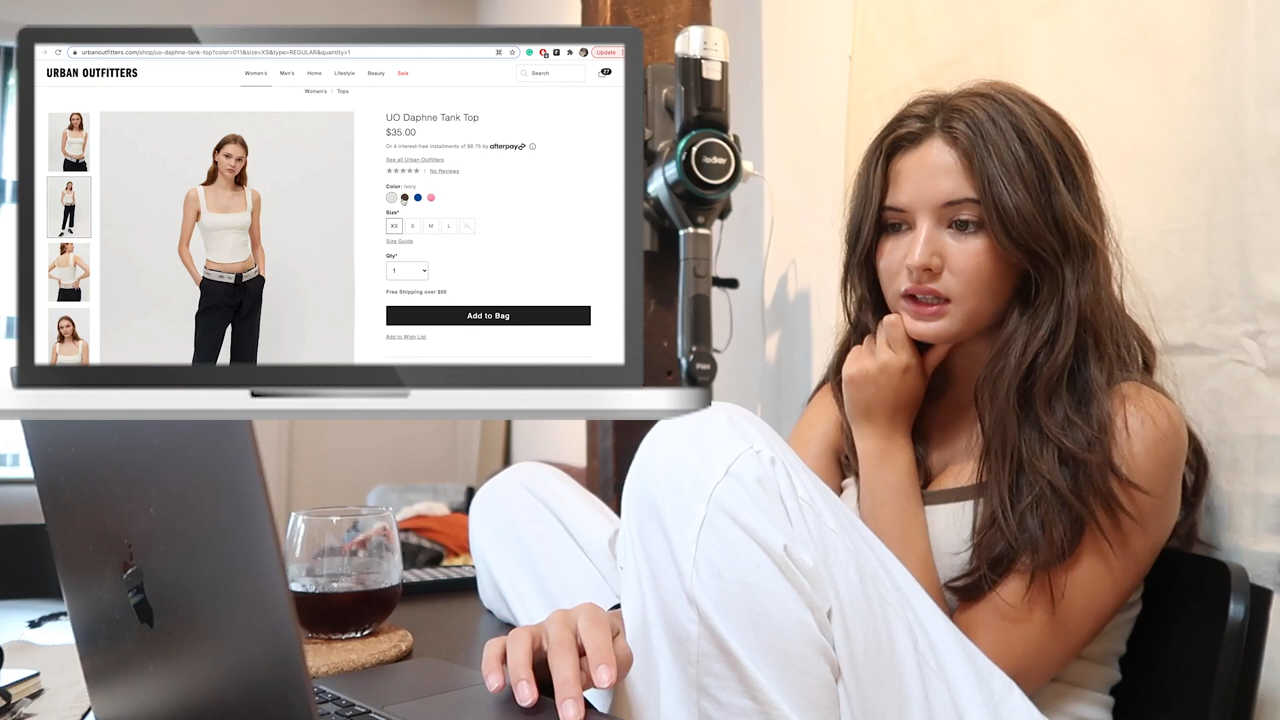 urbanoutfitters.com/shop/uo-daphne-tank-top?color=011&size=XS&type=REGULAR&quantity=1
Update
URBAN OUTFITTERS
Women's Men's Home Lifestyle Beauty Sale
Search
27
Women's Tops
UO Daphne Tank Top
$35.00
Or 4 interest-free installments of $8.75 by afterpay
See all Urban Outfitters
No Reviews
Color: Ivory
Size*
XS S M L XL
Size Guide
Qty*
1
Free Shipping over $50
Add to Bag
Add to Wish List
Redkey
Flex